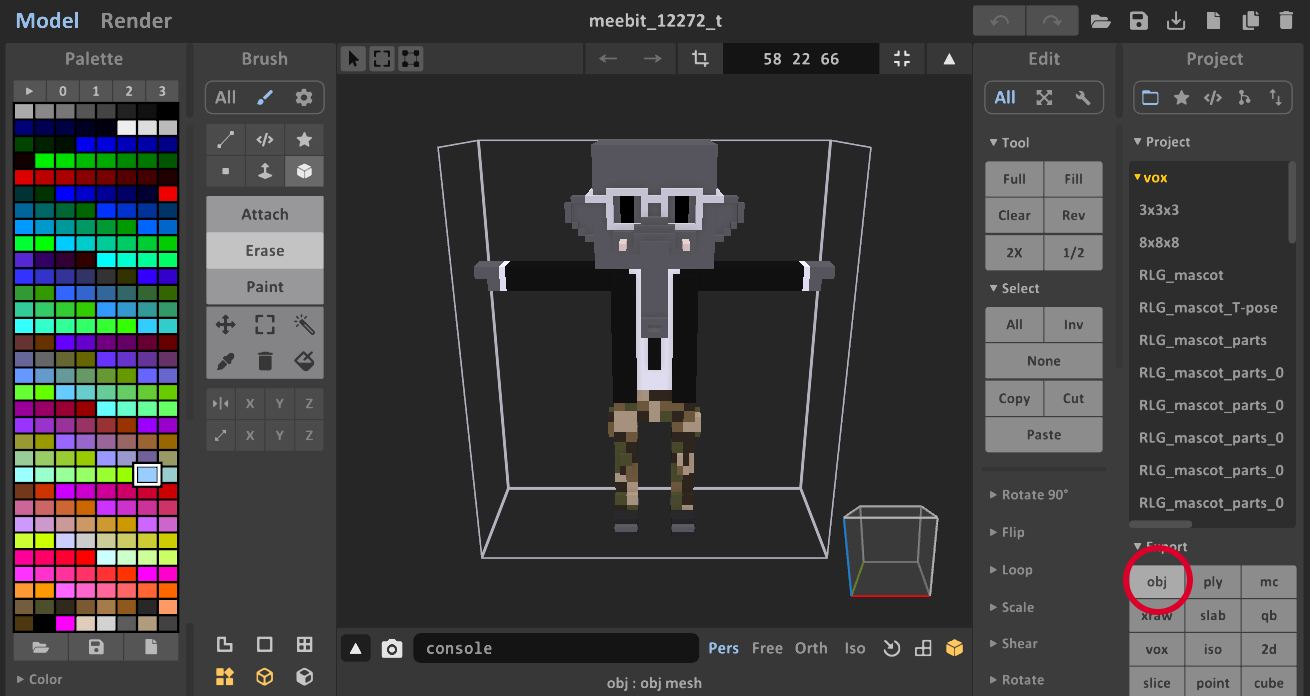 Model Render
meebit_12272_t
Palette
0 1 2 3
Color
Brush
All
Attach
Erase
Paint
X Y Z
X Y Z
58 22 66
console
Pers Free Orth Iso
obj : obj mesh
Edit
All
Tool
Full Fill
Clear Rev
2X 1/2
Select
All Inv
None
Copy Cut
Paste
Rotate 90°
Flip
Loop
Scale
Shear
Rotate
Project
Project
vox
3x3x3
8x8x8
RLG_mascot
RLG_mascot_T-pose
RLG_mascot_parts
RLG_mascot_parts_0
RLG_mascot_parts_0
RLG_mascot_parts_0
RLG_mascot_parts_0
RLG_mascot_parts_0
Export
obj ply mc
xraw slab qb
vox iso 2d
slice point cube